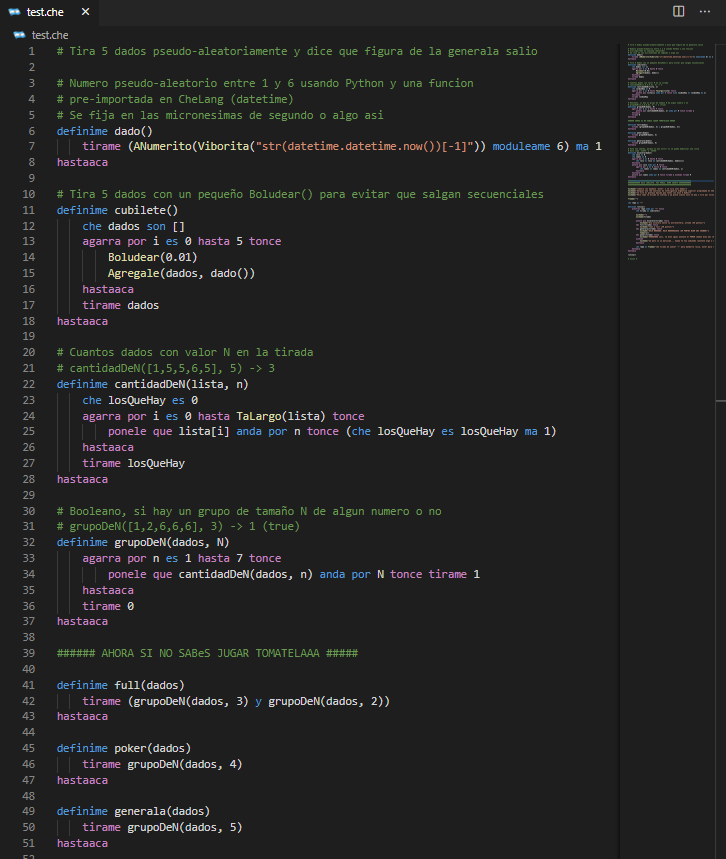 test.che ×
test.che
1 # Tira 5 dados pseudo-aleatoriamente y dice que figura de la generala salio
2
3 # Numero pseudo-aleatorio entre 1 y 6 usando Python y una funcion
4 # pre-importada en CheLang (datetime)
5 # Se fija en las micronesimas de segundo o algo asi
6 definime dado()
7 tirame (ANumerito(Viborita("str(datetime.datetime.now())[-1]")) moduleame 6) ma 1
8 hastaaca
9
10 # Tira 5 dados con un pequeño Boludear() para evitar que salgan secuenciales
11 definime cubilete()
12 che dados son []
13 agarra por i es 0 hasta 5 tonce
14 Boludear(0.01)
15 Agregale(dados, dado())
16 hastaaca
17 tirame dados
18 hastaaca
19
20 # Cuantos dados con valor N en la tirada
21 # cantidadDeN([1,5,5,6,5], 5) -> 3
22 definime cantidadDeN(lista, n)
23 che losQueHay es 0
24 agarra por i es 0 hasta TaLargo(lista) tonce
25 ponele que lista[i] anda por n tonce (che losQueHay es losQueHay ma 1)
26 hastaaca
27 tirame losQueHay
28 hastaaca
29
30 # Booleano, si hay un grupo de tamaño N de algun numero o no
31 # grupoDeN([1,2,6,6,6], 3) -> 1 (true)
32 definime grupoDeN(dados, N)
33 agarra por n es 1 hasta 7 tonce
34 ponele que cantidadDeN(dados, n) anda por N tonce tirame 1
35 hastaaca
36 tirame 0
37 hastaaca
38
39 ###### AHORA SI NO SABeS JUGAR TOMATELAAA #####
40
41 definime full(dados)
42 tirame (grupoDeN(dados, 3) y grupoDeN(dados, 2))
43 hastaaca
44
45 definime poker(dados)
46 tirame grupoDeN(dados, 4)
47 hastaaca
48
49 definime generala(dados)
50 tirame grupoDeN(dados, 5)
51 hastaaca